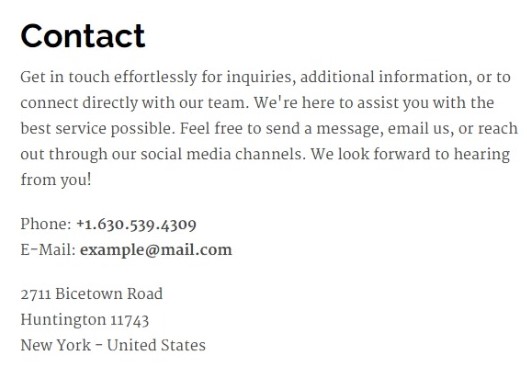 Contact
Get in touch effortlessly for inquiries, additional information, or to
connect directly with our team. We're here to assist you with the
best service possible. Feel free to send a message, email us, or reach
out through our social media channels. We look forward to hearing
from you!
Phone: +1.630.539.4309
E-Mail: example@mail.com
2711 Bicetown Road
Huntington 11743
New York - United States